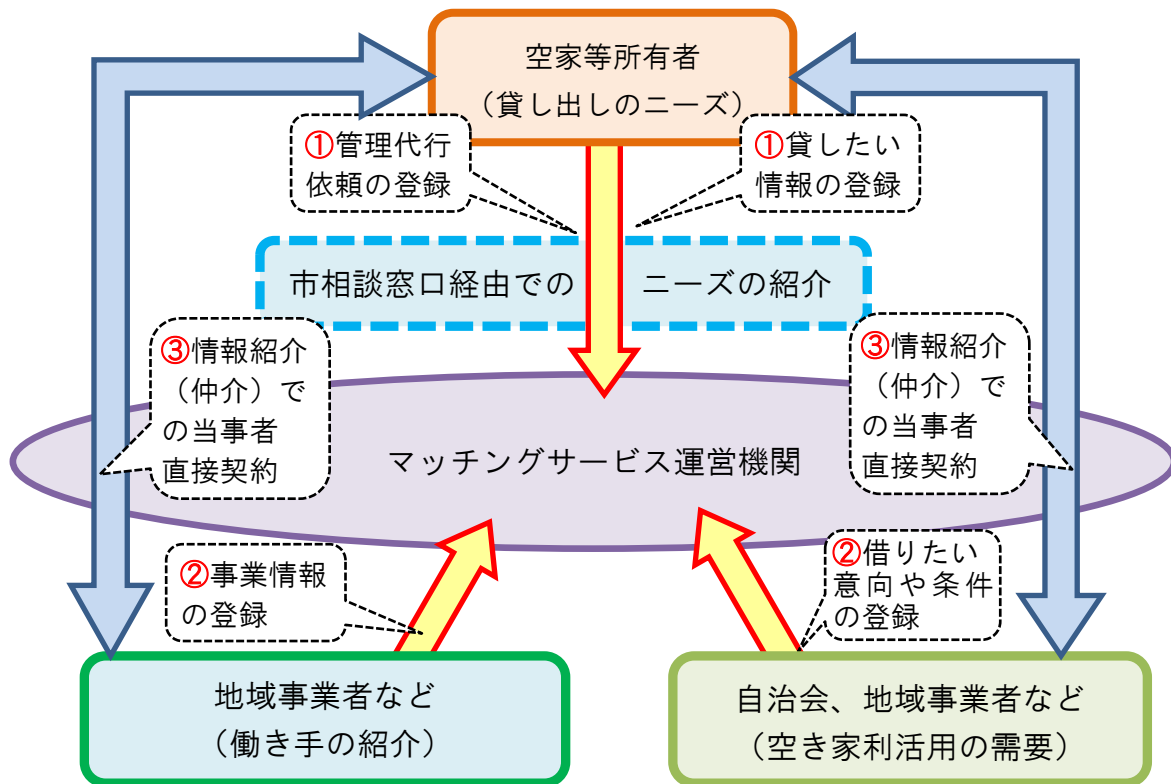 空家等所有者
（貸し出しのニーズ）
①管理代行
依頼の登録
①貸したい
情報の登録
市相談窓口経由での　ニーズの紹介
③情報紹介
（仲介）で
の当事者
直接契約
③情報紹介
（仲介）で
の当事者
直接契約
マッチングサービス運営機関
②事業情報
の登録
②借りたい
意向や条件
の登録
地域事業者など
（働き手の紹介）
自治会、地域事業者など
（空き家利活用の需要）